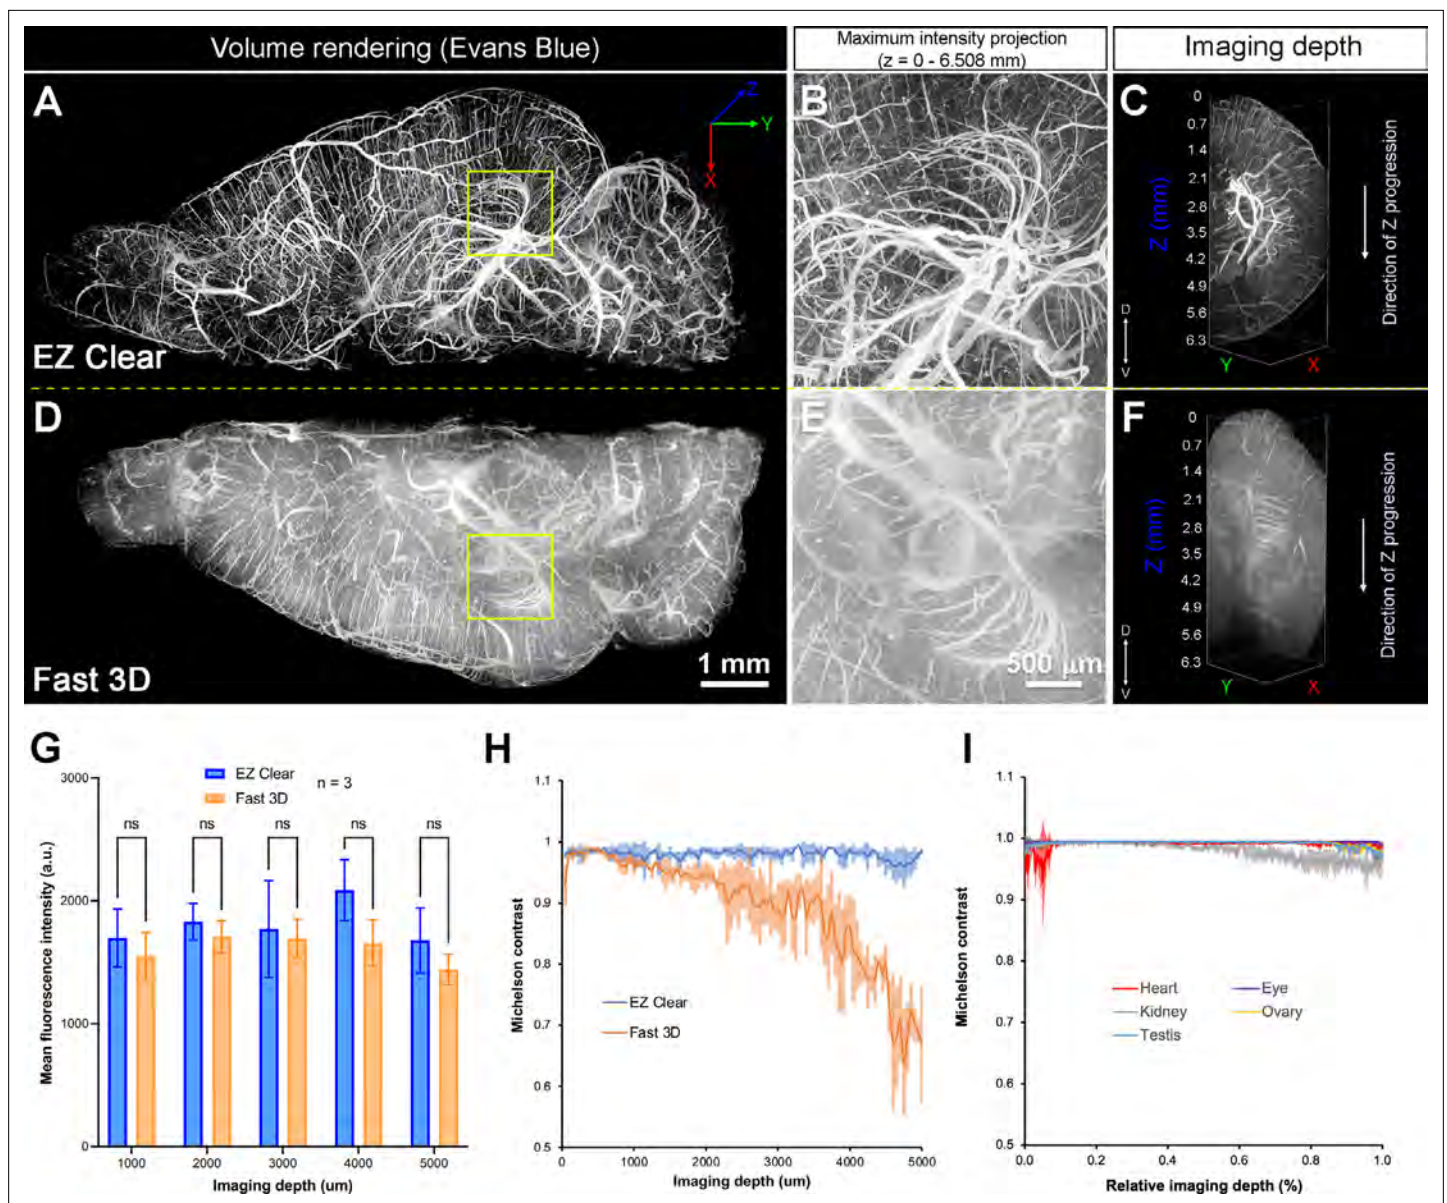 Volume rendering (Evans Blue)
Maximum intensity projection
(z = 0 - 6.508 mm)
Imaging depth
A
Z
Y
X
EZ Clear
B
C
0
0.7
1.4
2.1
2.8
3.5
4.2
4.9
5.6
6.3
Z (mm)
D
V
Y
X
Direction of Z progression
D
Fast 3D
1 mm
E
500 µm
F
0
0.7
1.4
2.1
2.8
3.5
4.2
4.9
5.6
6.3
Z (mm)
D
V
Y
X
Direction of Z progression
G
EZ Clear
Fast 3D
n = 3
ns
ns
ns
ns
ns
3000
2000
1000
0
Mean fluorescence intensity (a.u.)
1000
2000
3000
4000
5000
Imaging depth (um)
H
1.1
1
0.9
0.8
0.7
0.6
0.5
Michelson contrast
EZ Clear
Fast 3D
0
1000
2000
3000
4000
5000
Imaging depth (um)
I
1.1
1.0
0.9
0.8
0.7
0.6
0.5
Michelson contrast
Heart
Eye
Kidney
Ovary
Testis
0.0
0.2
0.4
0.6
0.8
1.0
Relative imaging depth (%)